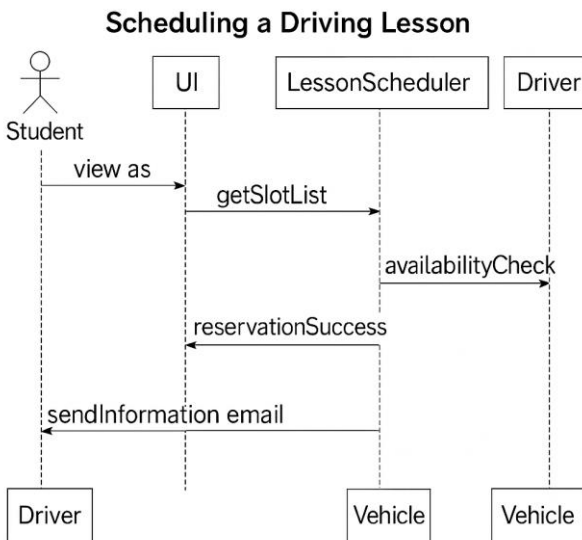 Scheduling a Driving Lesson
Student
UI
LessonScheduler
Driver
view as
getSlotList
availabilityCheck
reservationSuccess
sendInformation email
Driver
Vehicle
Vehicle